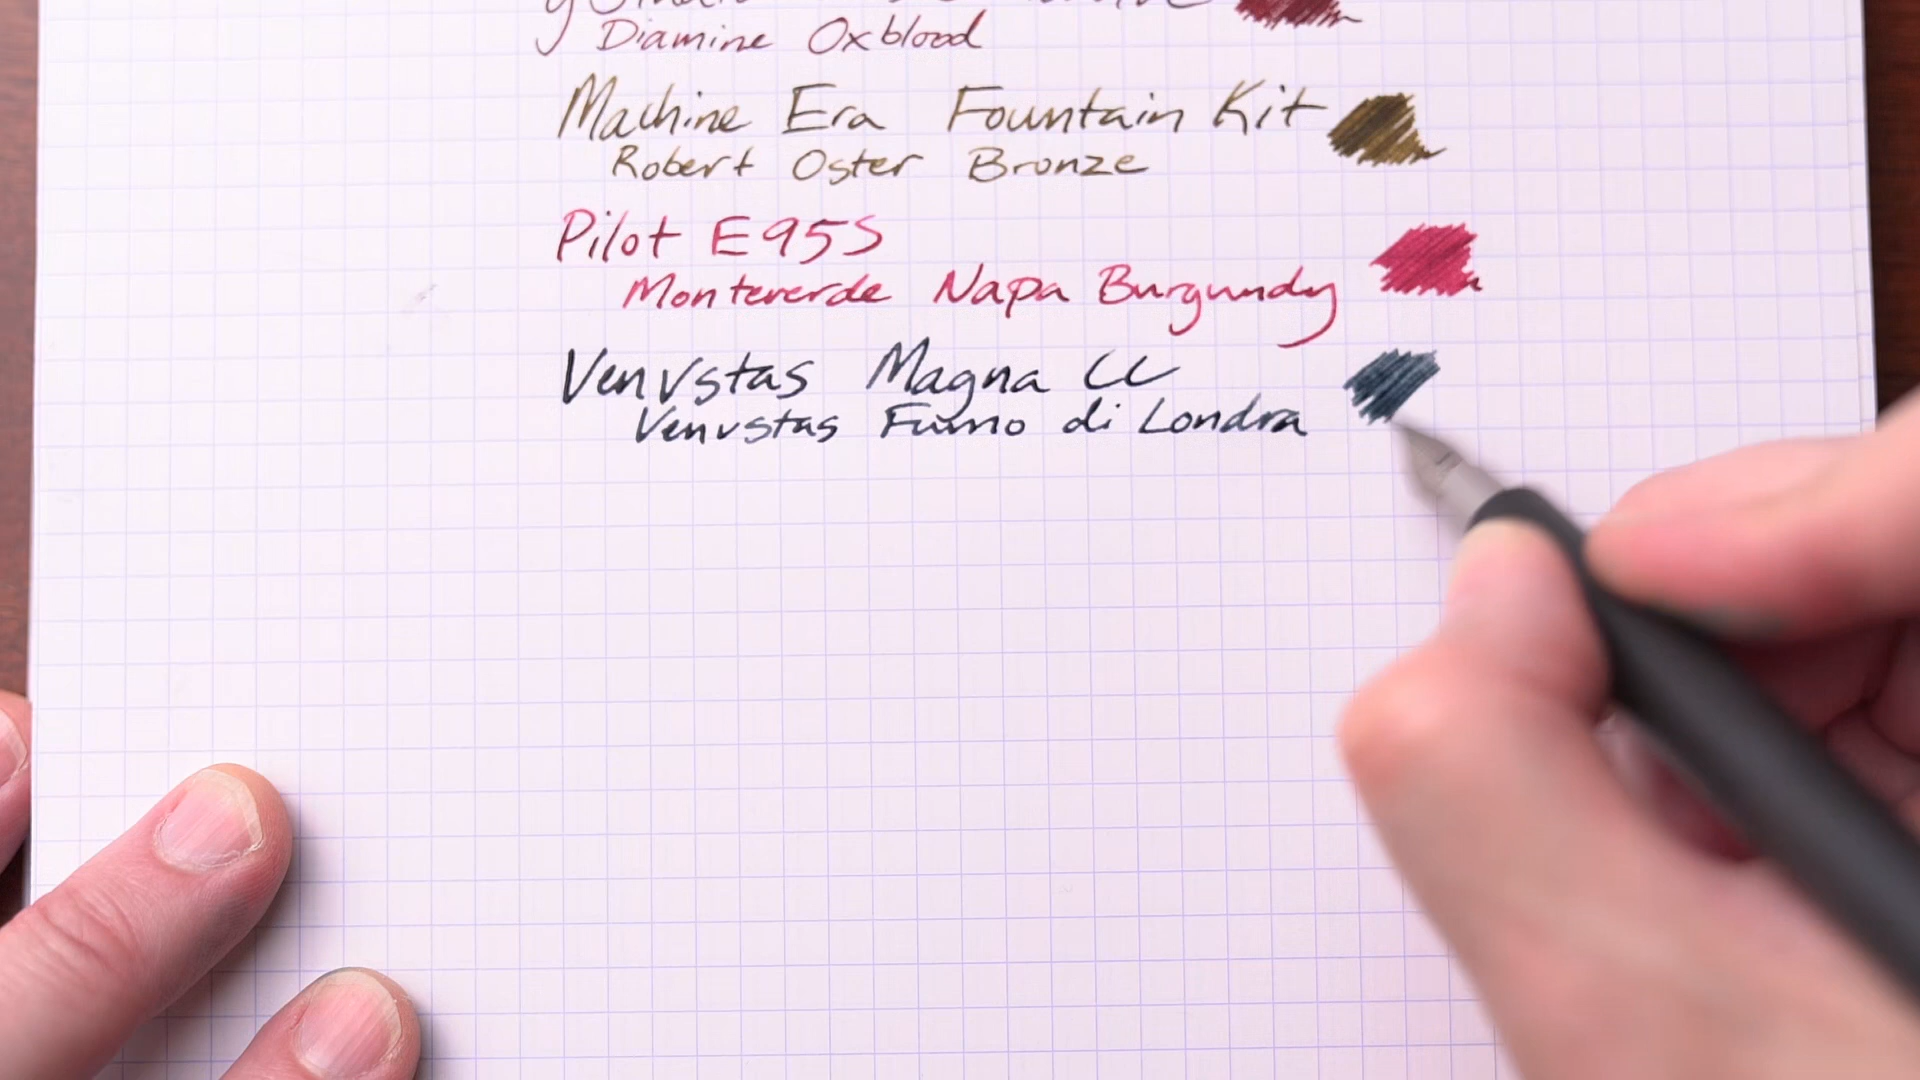 Diamine Oxblood
Machine Era Fountain Kit
Robert Oster Bronze
Pilot E95S
Monteverde Napa Burgundy
Venvstas Magna CC
Venvstas Fumo di Londra